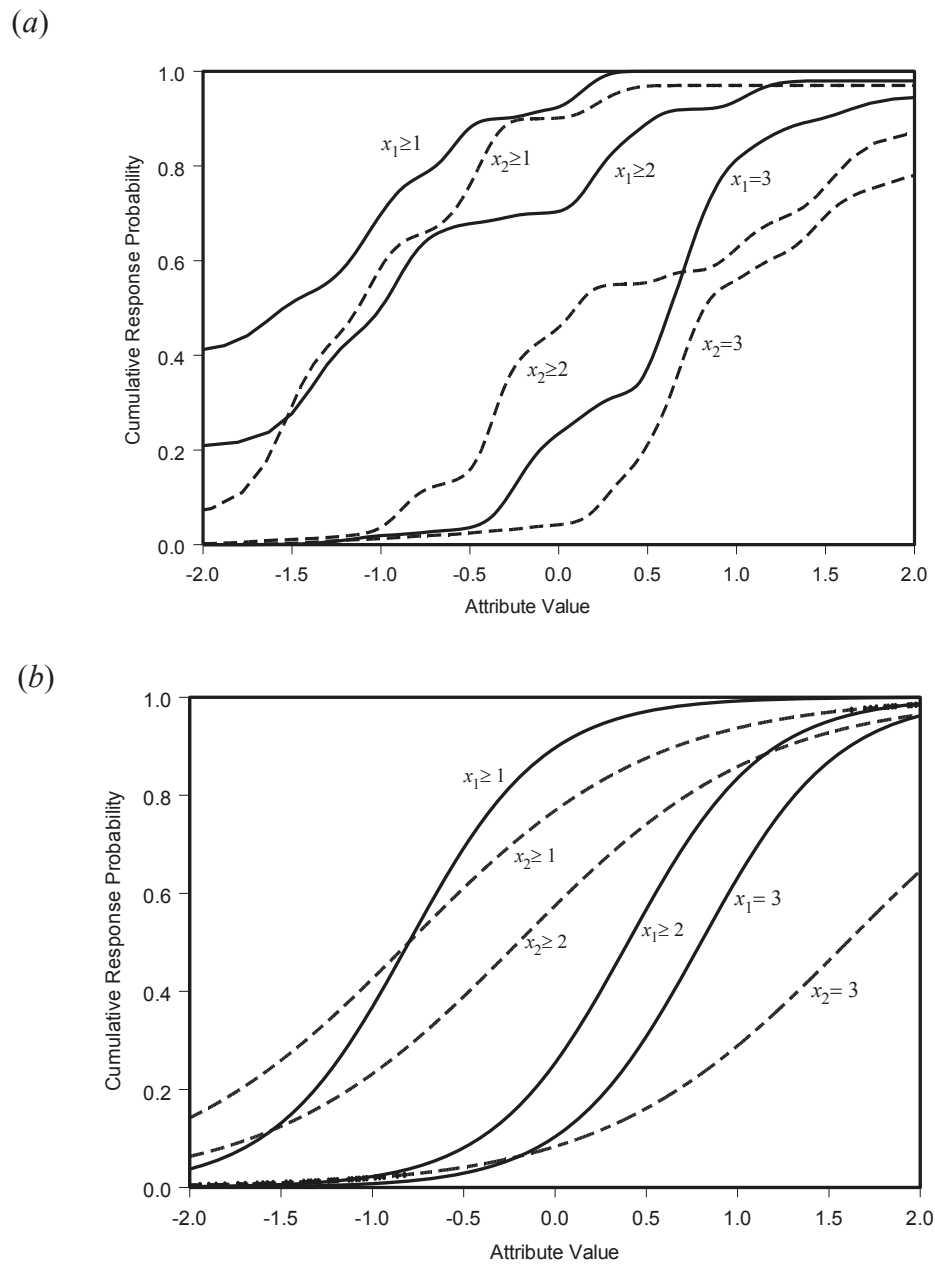 (a)
1.0
0.8
0.6
0.4
0.2
0.0
Cumulative Response Probability
x₁≥1
x₂≥1
x₁≥2
x₁=3
x₂≥2
x₂=3
-2.0 -1.5 -1.0 -0.5 0.0 0.5 1.0 1.5 2.0
Attribute Value
(b)
1.0
0.8
0.6
0.4
0.2
0.0
Cumulative Response Probability
x₁≥ 1
x₂≥ 1
x₂≥ 2
x₁≥ 2
x₁= 3
x₂= 3
-2.0 -1.5 -1.0 -0.5 0.0 0.5 1.0 1.5 2.0
Attribute Value